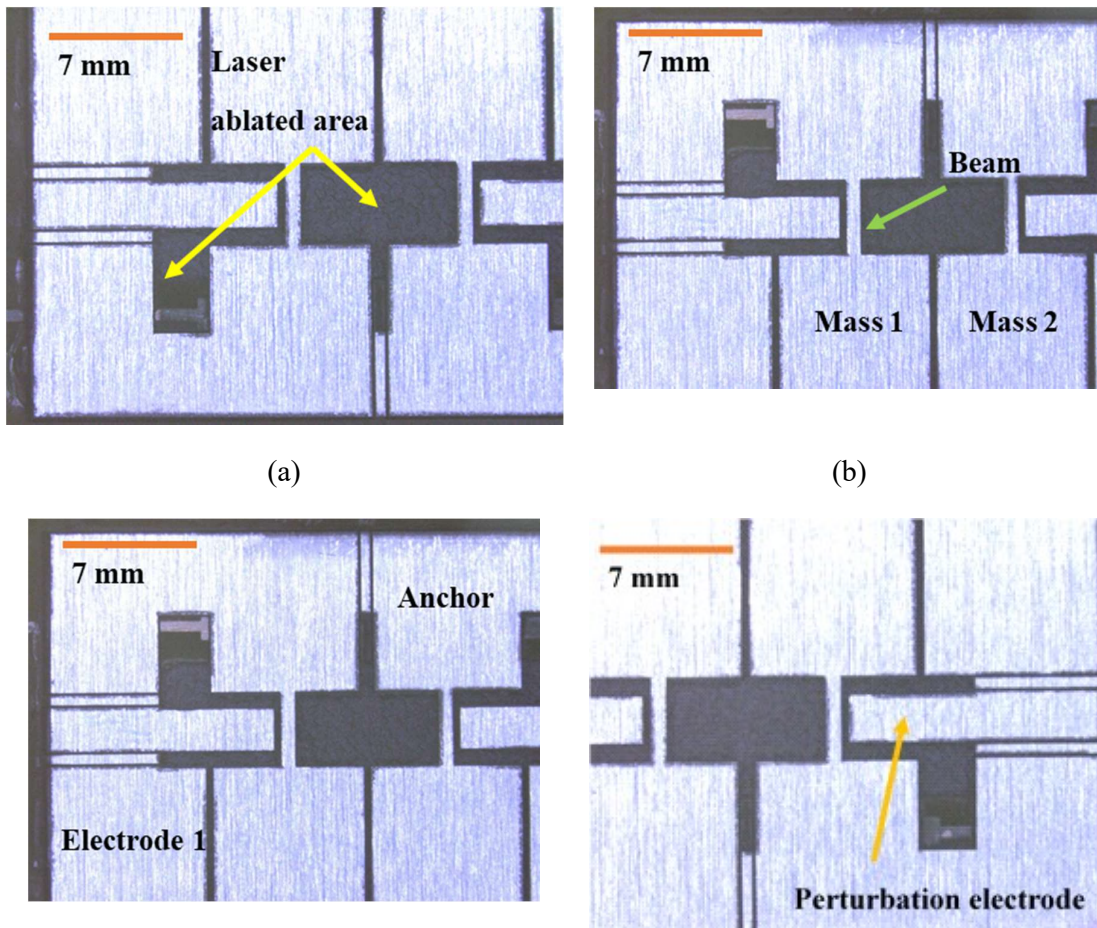 7 mm
Laser
ablated area
7 mm
Beam
Mass 1
Mass 2
(a)
(b)
7 mm
Anchor
Electrode 1
7 mm
Perturbation electrode